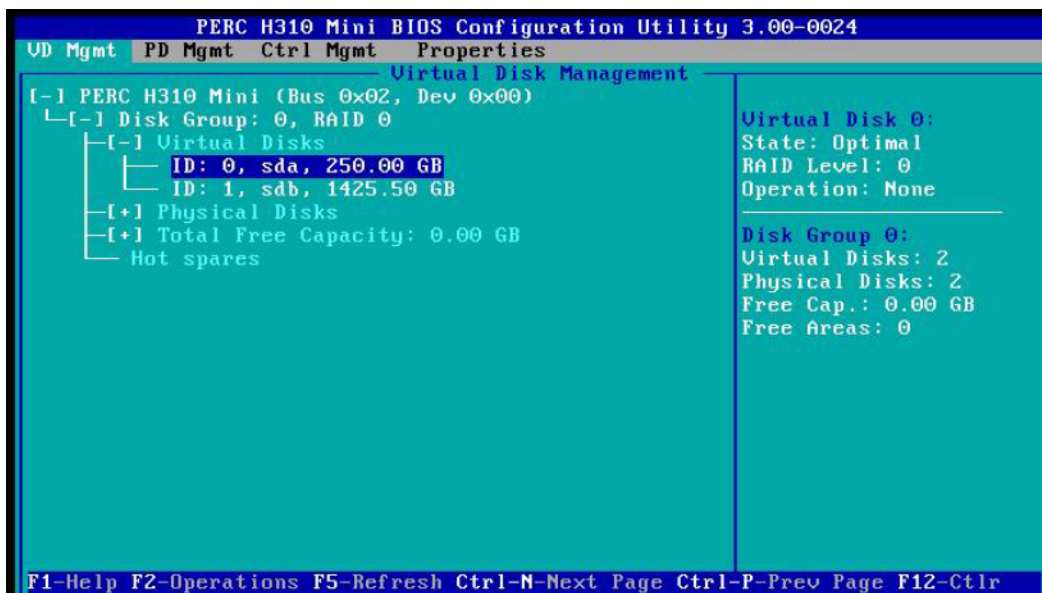 PERC H310 Mini BIOS Configuration Utility 3.00-0024
VD Mgmt PD Mgmt Ctrl Mgmt Properties
Virtual Disk Management
[-] PERC H310 Mini (Bus 0x02, Dev 0x00)
[-] Disk Group: 0, RAID 0
[-] Virtual Disks
ID: 0, sda, 250.00 GB
ID: 1, sdb, 1425.50 GB
[+] Physical Disks
[+] Total Free Capacity: 0.00 GB
Hot spares
Virtual Disk 0:
State: Optimal
RAID Level: 0
Operation: None
Disk Group 0:
Virtual Disks: 2
Physical Disks: 2
Free Cap.: 0.00 GB
Free Areas: 0
F1-Help F2-Operations F5-Refresh Ctrl-N-Next Page Ctrl-P-Prev Page F12-Ctlr